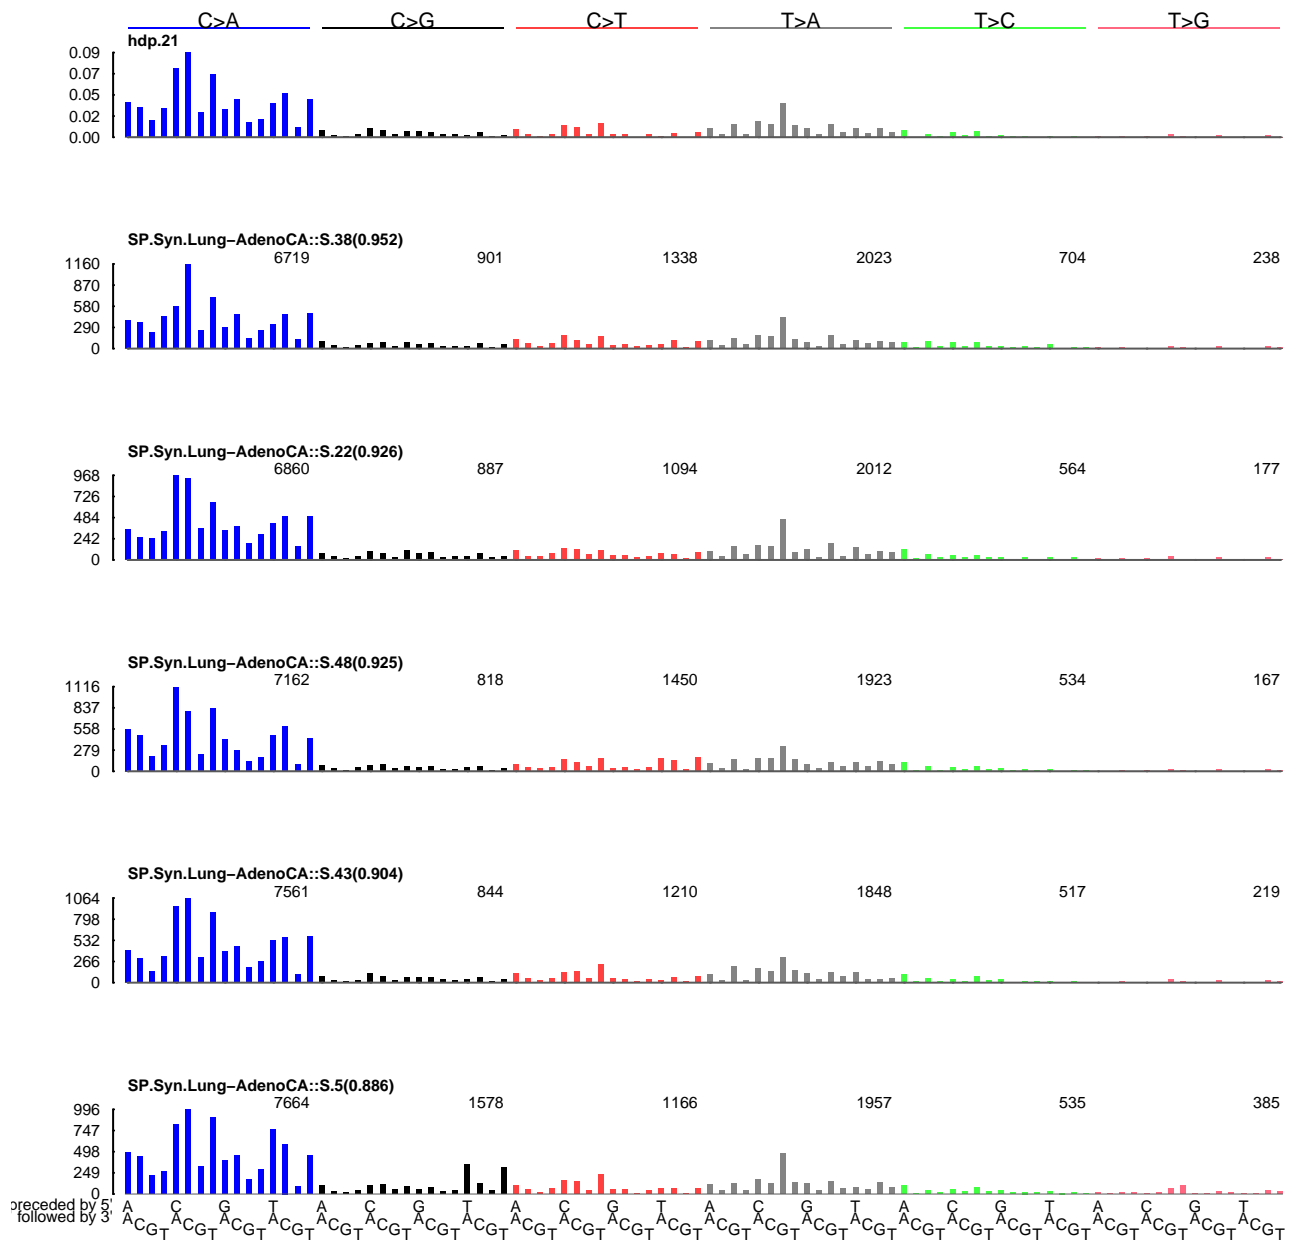 C>A C>G C>T T>A T>C T>G
hdp.21
0.09
0.07
0.05
0.02
0.00
SP.Syn.Lung−AdenoCA::S.38(0.952)
6719 901 1338 2023 704 238
1160
870
580
290
0
SP.Syn.Lung−AdenoCA::S.22(0.926)
6860 887 1094 2012 564 177
968
726
484
242
0
SP.Syn.Lung−AdenoCA::S.48(0.925)
7162 818 1450 1923 534 167
1116
837
558
279
0
SP.Syn.Lung−AdenoCA::S.43(0.904)
7561 844 1210 1848 517 219
1064
798
532
266
0
SP.Syn.Lung−AdenoCA::S.5(0.886)
7664 1578 1166 1957 535 385
996
747
498
249
0
preceded by 5' A C G T A C G T A C G T A C G T A C G T A C G T
followed by 3' A C G T A C G T A C G T A C G T A C G T A C G T A C G T A C G T A C G T A C G T A C G T A C G T A C G T A C G T A C G T A C G T A C G T A C G T A C G T A C G T A C G T A C G T A C G T A C G T